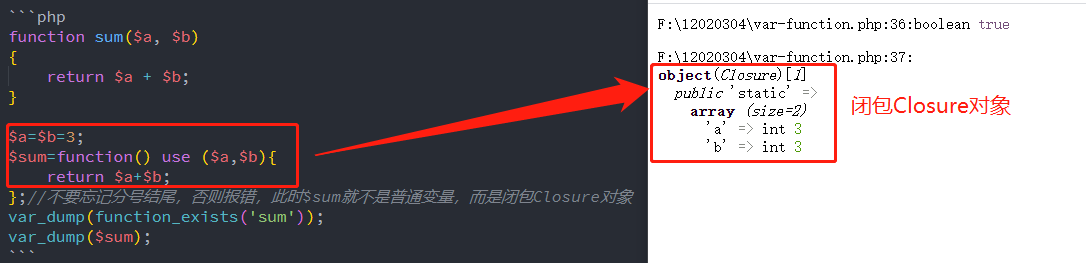 ```php
function sum($a, $b)
{
    return $a + $b;
}
$a=$b=3;
$sum=function() use ($a,$b){
    return $a+$b;
};//不要忘记分号结尾，否则报错，此时$sum就不是普通变量，而是闭包Closure对象
var_dump(function_exists('sum'));
var_dump($sum);
```
F:\12020304\var-function.php:36:boolean true
F:\12020304\var-function.php:37:
object(Closure)[1]
  public 'static' =>
    array (size=2)
      'a' => int 3
      'b' => int 3
闭包Closure对象